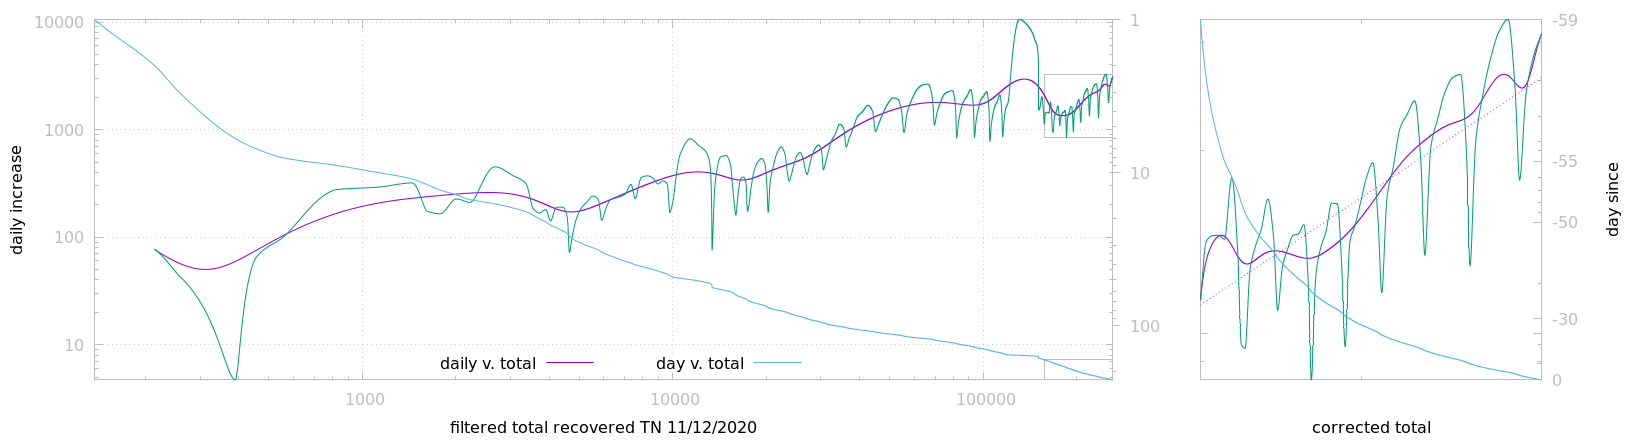 10000
1000
100
10
daily increase
1000
10000
100000
filtered total recovered TN 11/12/2020
daily v. total
day v. total
1
10
100
-59
-55
-50
-30
0
day since
corrected total